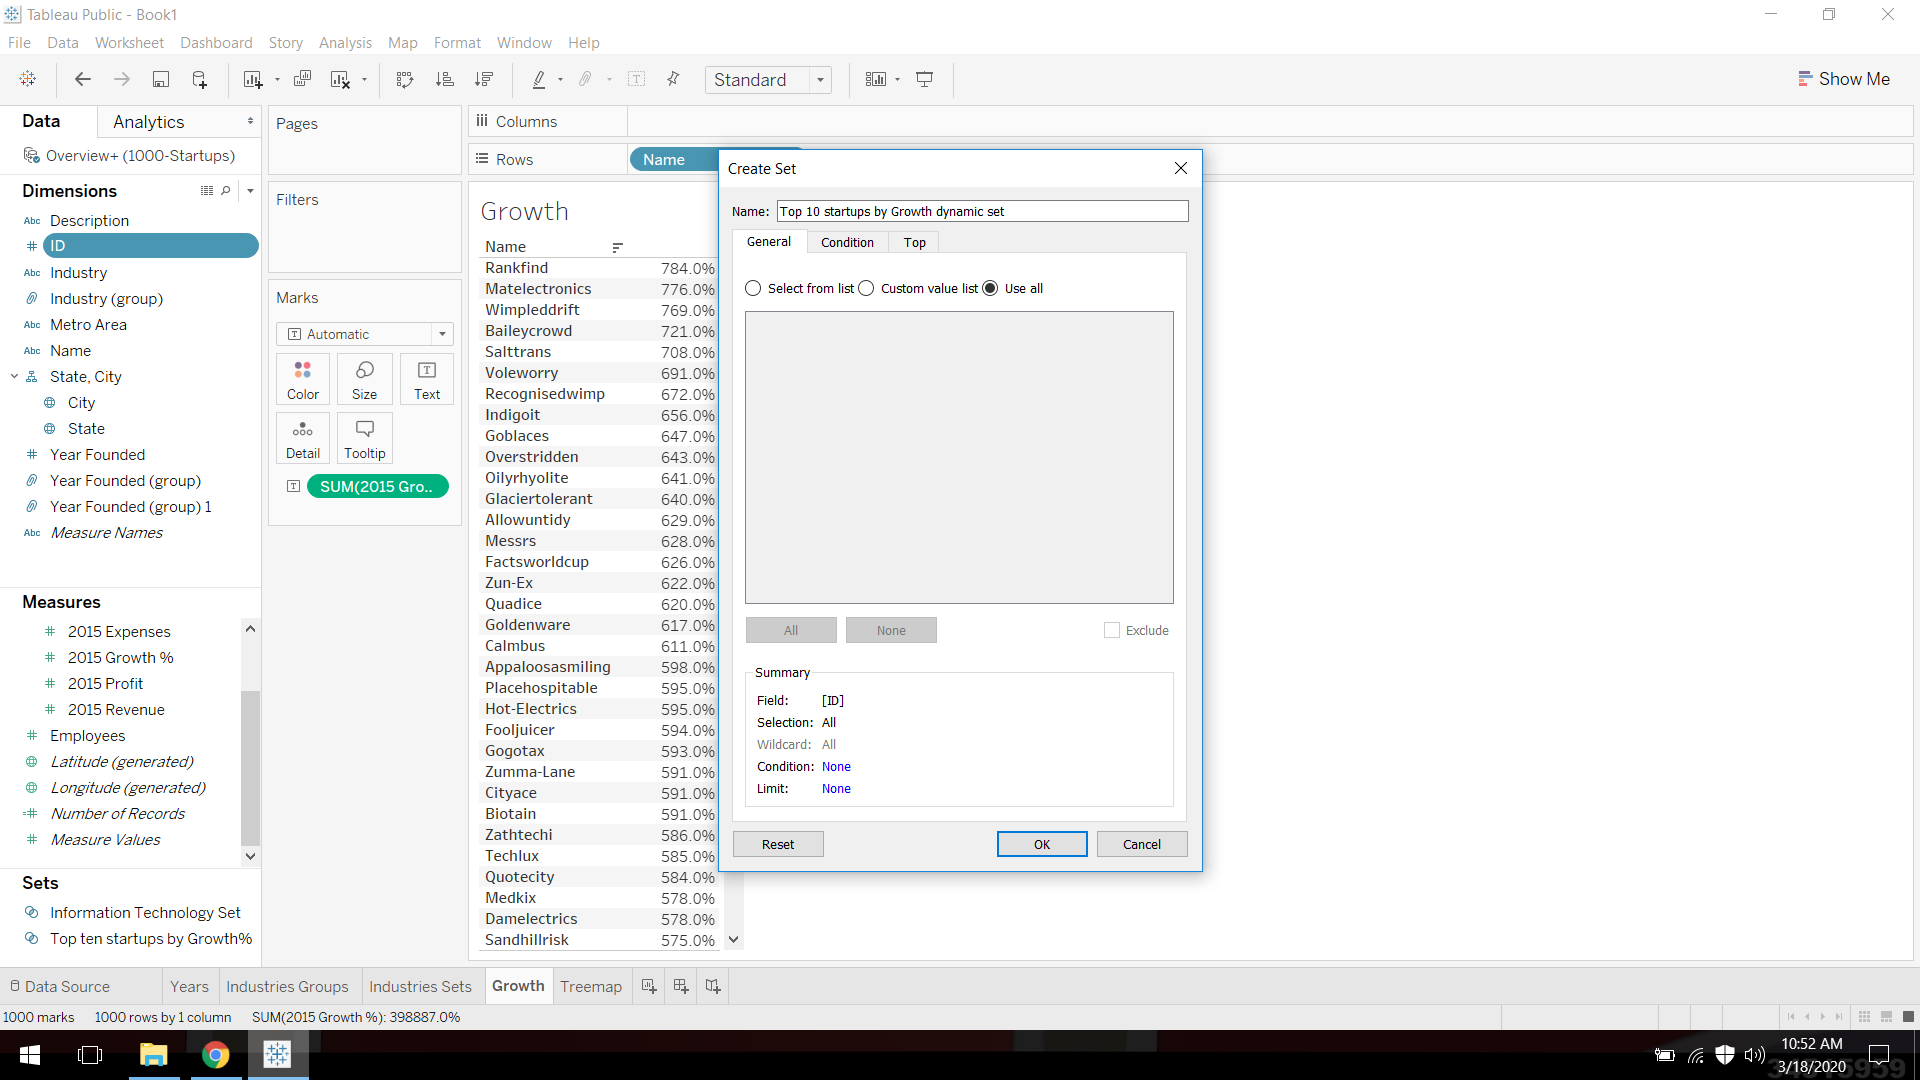 Tableau Public - Book1
File Data Worksheet Dashboard Story Analysis Map Format Window Help
Standard
Show Me
Data
Analytics
Overview+ (1000-Startups)
Dimensions
Abc Description
ID
Abc Industry
Industry (group)
Abc Metro Area
Abc Name
State, City
City
State
Year Founded
Year Founded (group)
Year Founded (group) 1
Abc Measure Names
Measures
2015 Expenses
2015 Growth %
2015 Profit
2015 Revenue
Employees
Latitude (generated)
Longitude (generated)
Number of Records
Measure Values
Sets
Information Technology Set
Top ten startups by Growth%
Pages
Filters
Marks
Automatic
Color Size Text
Detail Tooltip
SUM(2015 Gro..
Columns
Rows
Name
Growth
Name
Rankfind 784.0%
Matelectronics 776.0%
Wimpleddrift 769.0%
Baileycrowd 721.0%
Salttrans 708.0%
Voleworry 691.0%
Recognisedwimp 672.0%
Indigoit 656.0%
Goblaces 647.0%
Overstridden 643.0%
Oilyrhyolite 641.0%
Glaciertolerant 640.0%
Allowuntidy 629.0%
Messrs 628.0%
Factsworldcup 626.0%
Zun-Ex 622.0%
Quadice 620.0%
Goldenware 617.0%
Calmbus 611.0%
Appaloosasmiling 598.0%
Placehospitable 595.0%
Hot-Electrics 595.0%
Fooljuicer 594.0%
Gogotax 593.0%
Zumma-Lane 591.0%
Cityace 591.0%
Biotain 591.0%
Zathtechi 586.0%
Techlux 585.0%
Quotecity 584.0%
Medkix 578.0%
Damelectrics 578.0%
Sandhillrisk 575.0%
Create Set
Name: Top 10 startups by Growth dynamic set
General Condition Top
Select from list Custom value list Use all
All None Exclude
Summary
Field: [ID]
Selection: All
Wildcard: All
Condition: None
Limit: None
Reset OK Cancel
Data Source Years Industries Groups Industries Sets Growth Treemap
1000 marks 1000 rows by 1 column SUM(2015 Growth %): 398887.0%
10:52 AM
3/18/2020